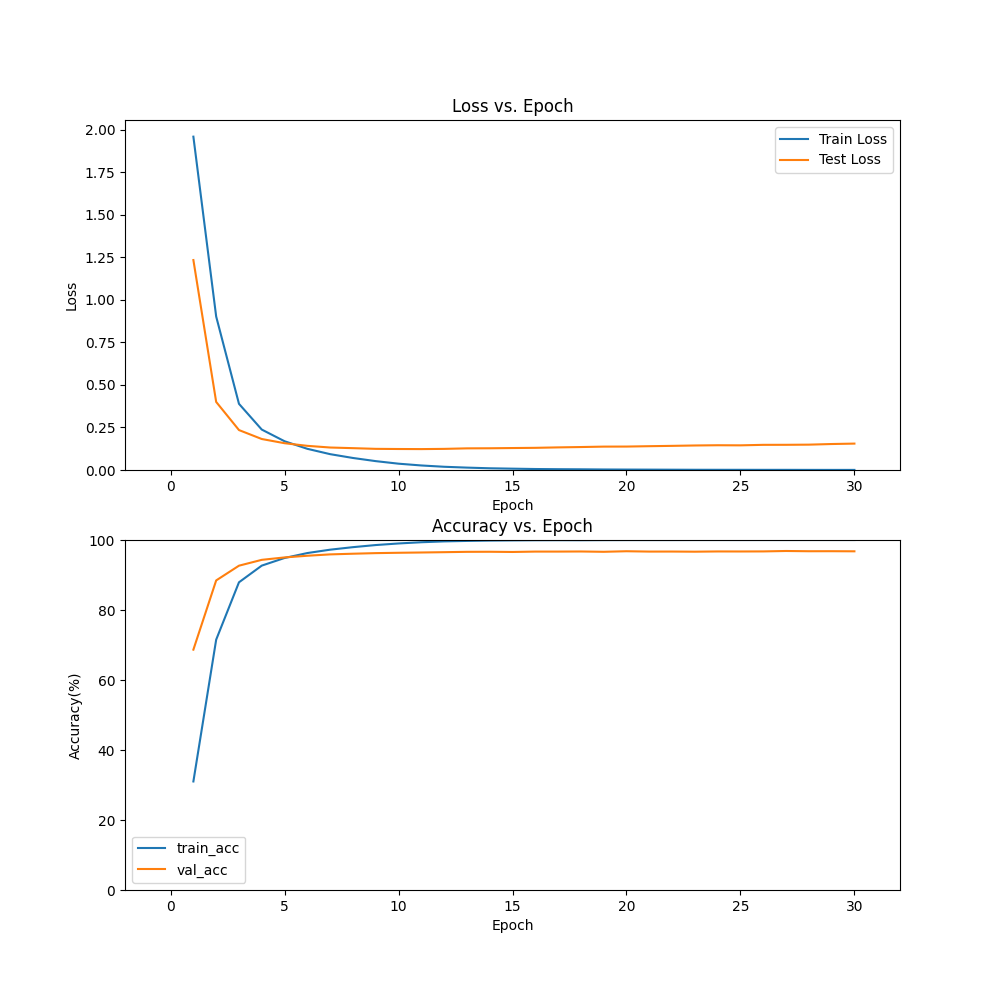 Loss vs. Epoch
2.00
1.75
1.50
1.25
1.00
0.75
0.50
0.25
0.00
Loss
Train Loss
Test Loss
0 5 10 15 20 25 30
Epoch
Accuracy vs. Epoch
100
80
60
40
20
0
Accuracy(%)
train_acc
val_acc
0 5 10 15 20 25 30
Epoch